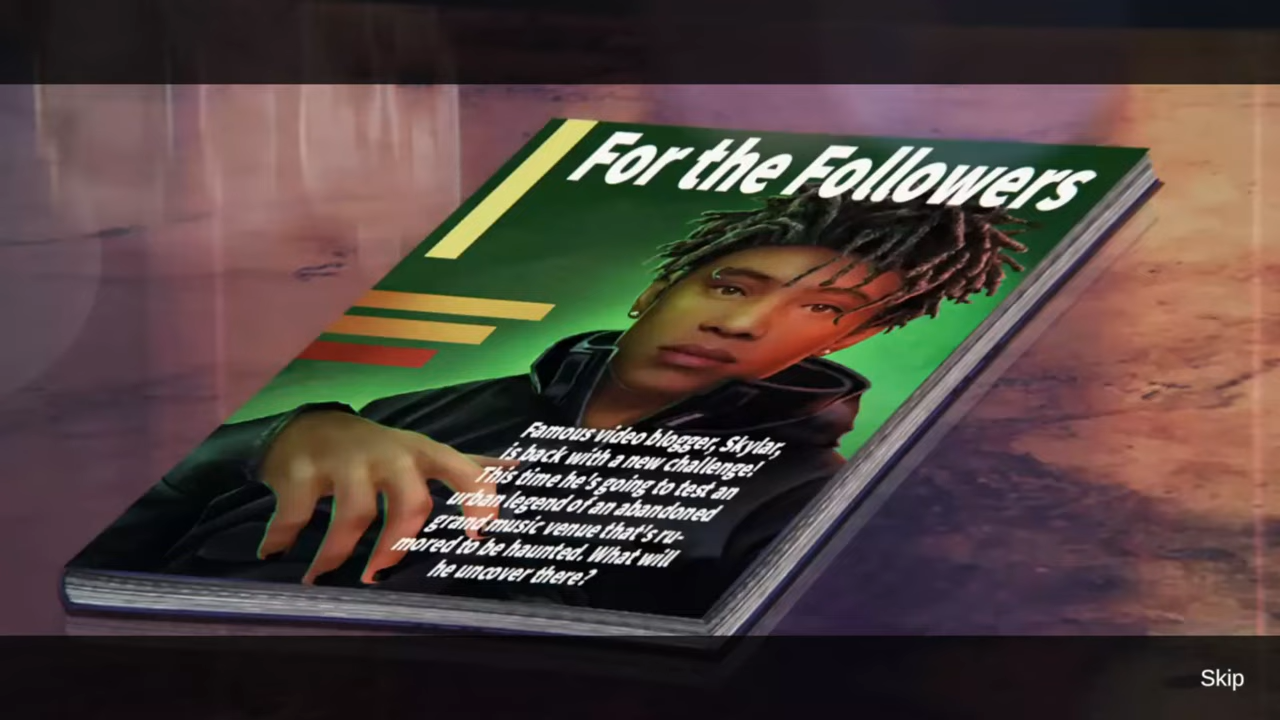 For the Followers
Famous video blogger, Skylar,
is back with a new challenge!
This time he's going to test an
urban legend of an abandoned
grand music venue that's ru-
mored to be haunted. What will
he uncover there?
Skip